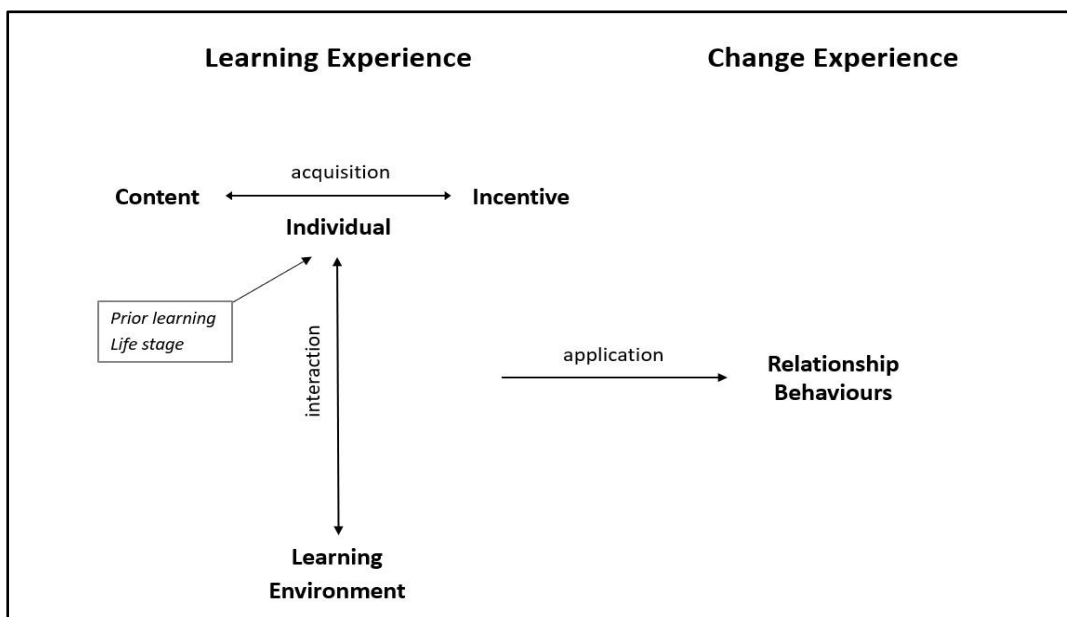 Learning Experience
Change Experience
acquisition
Content
Incentive
Individual
Prior learning
Life stage
interaction
application
Relationship
Behaviours
Learning
Environment